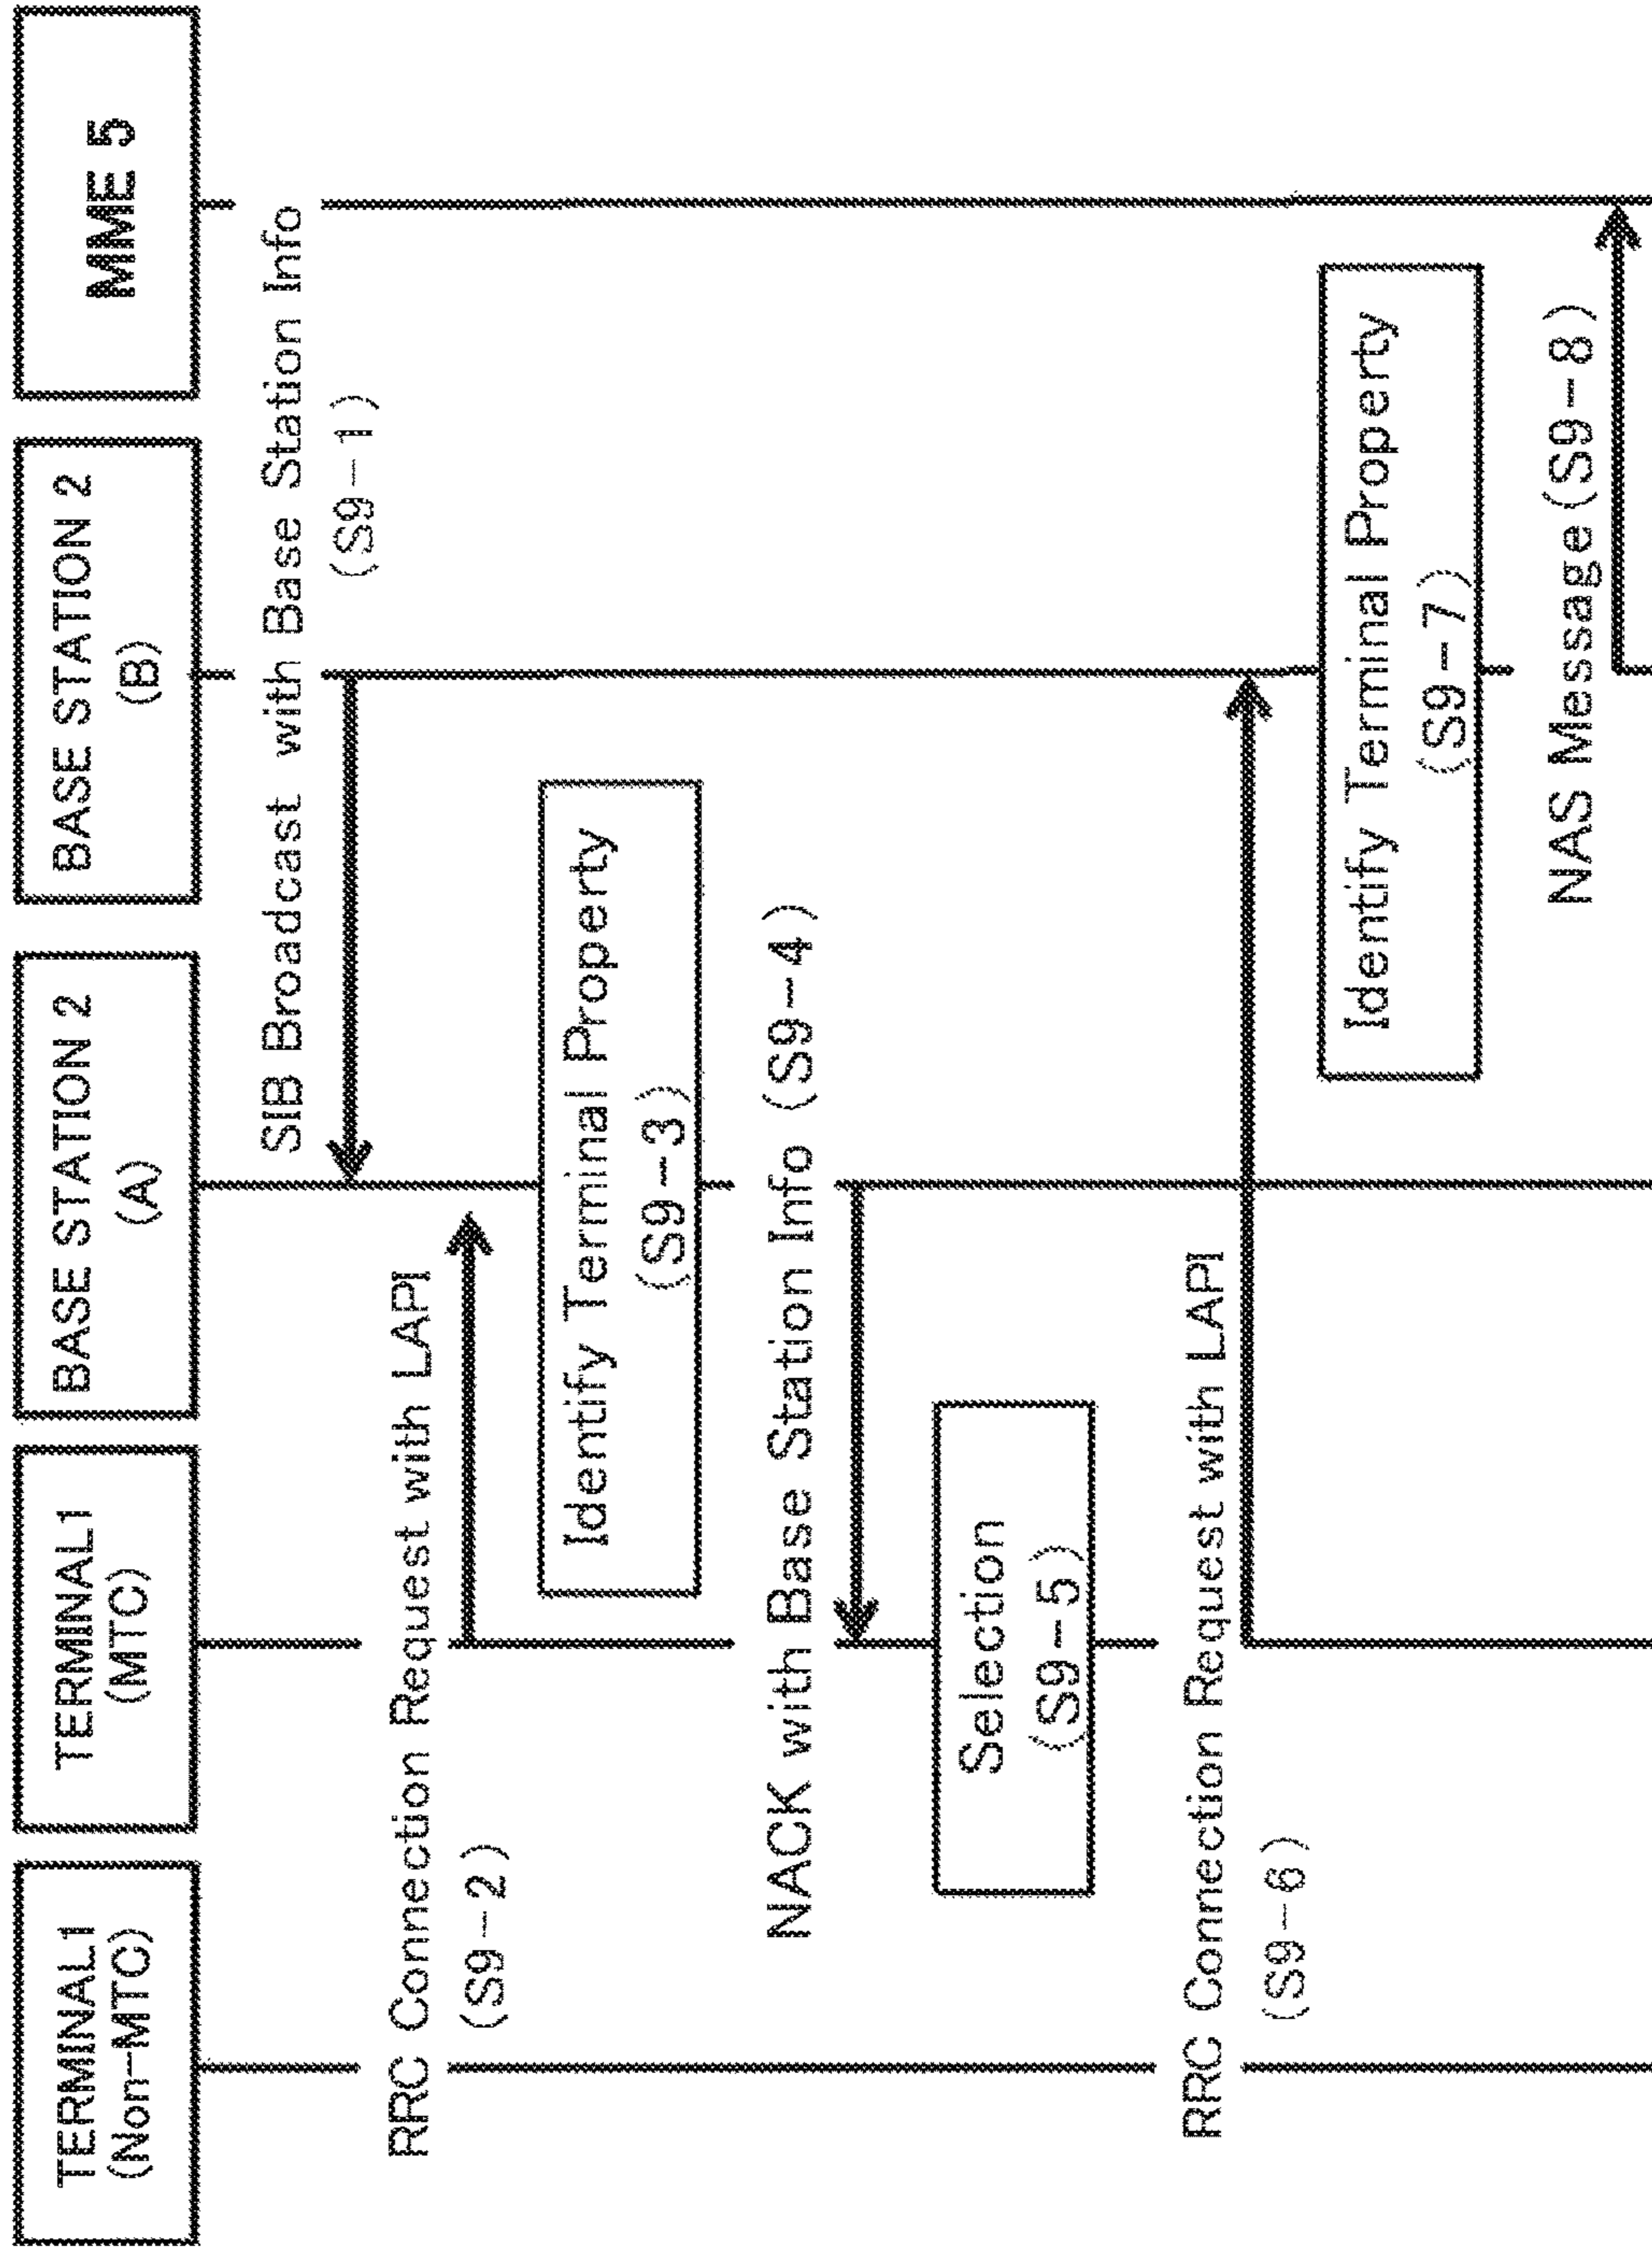 TERMINAL1
(Non-MTC)
TERMINAL1
(MTC)
BASE STATION 2
(A)
BASE STATION 2
(B)
MME 5
SIB Broadcast with Base Station Info
(S9-1)
RRC Connection Request with LAPI
(S9-2)
Identify Terminal Property
(S9-3)
NACK with Base Station Info (S9-4)
Selection
(S9-5)
RRC Connection Request with LAPI
(S9-6)
Identify Terminal Property
(S9-7)
NAS Message(S9-8)